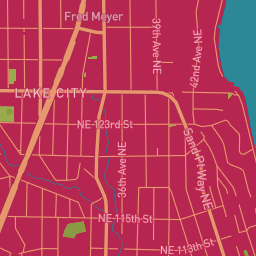 Fred Meyer
39th Ave NE
42nd Ave NE
LAKE CITY
NE 123rd St
Sand Pt Way NE
36th Ave NE
NE 115th St
NE 113th St